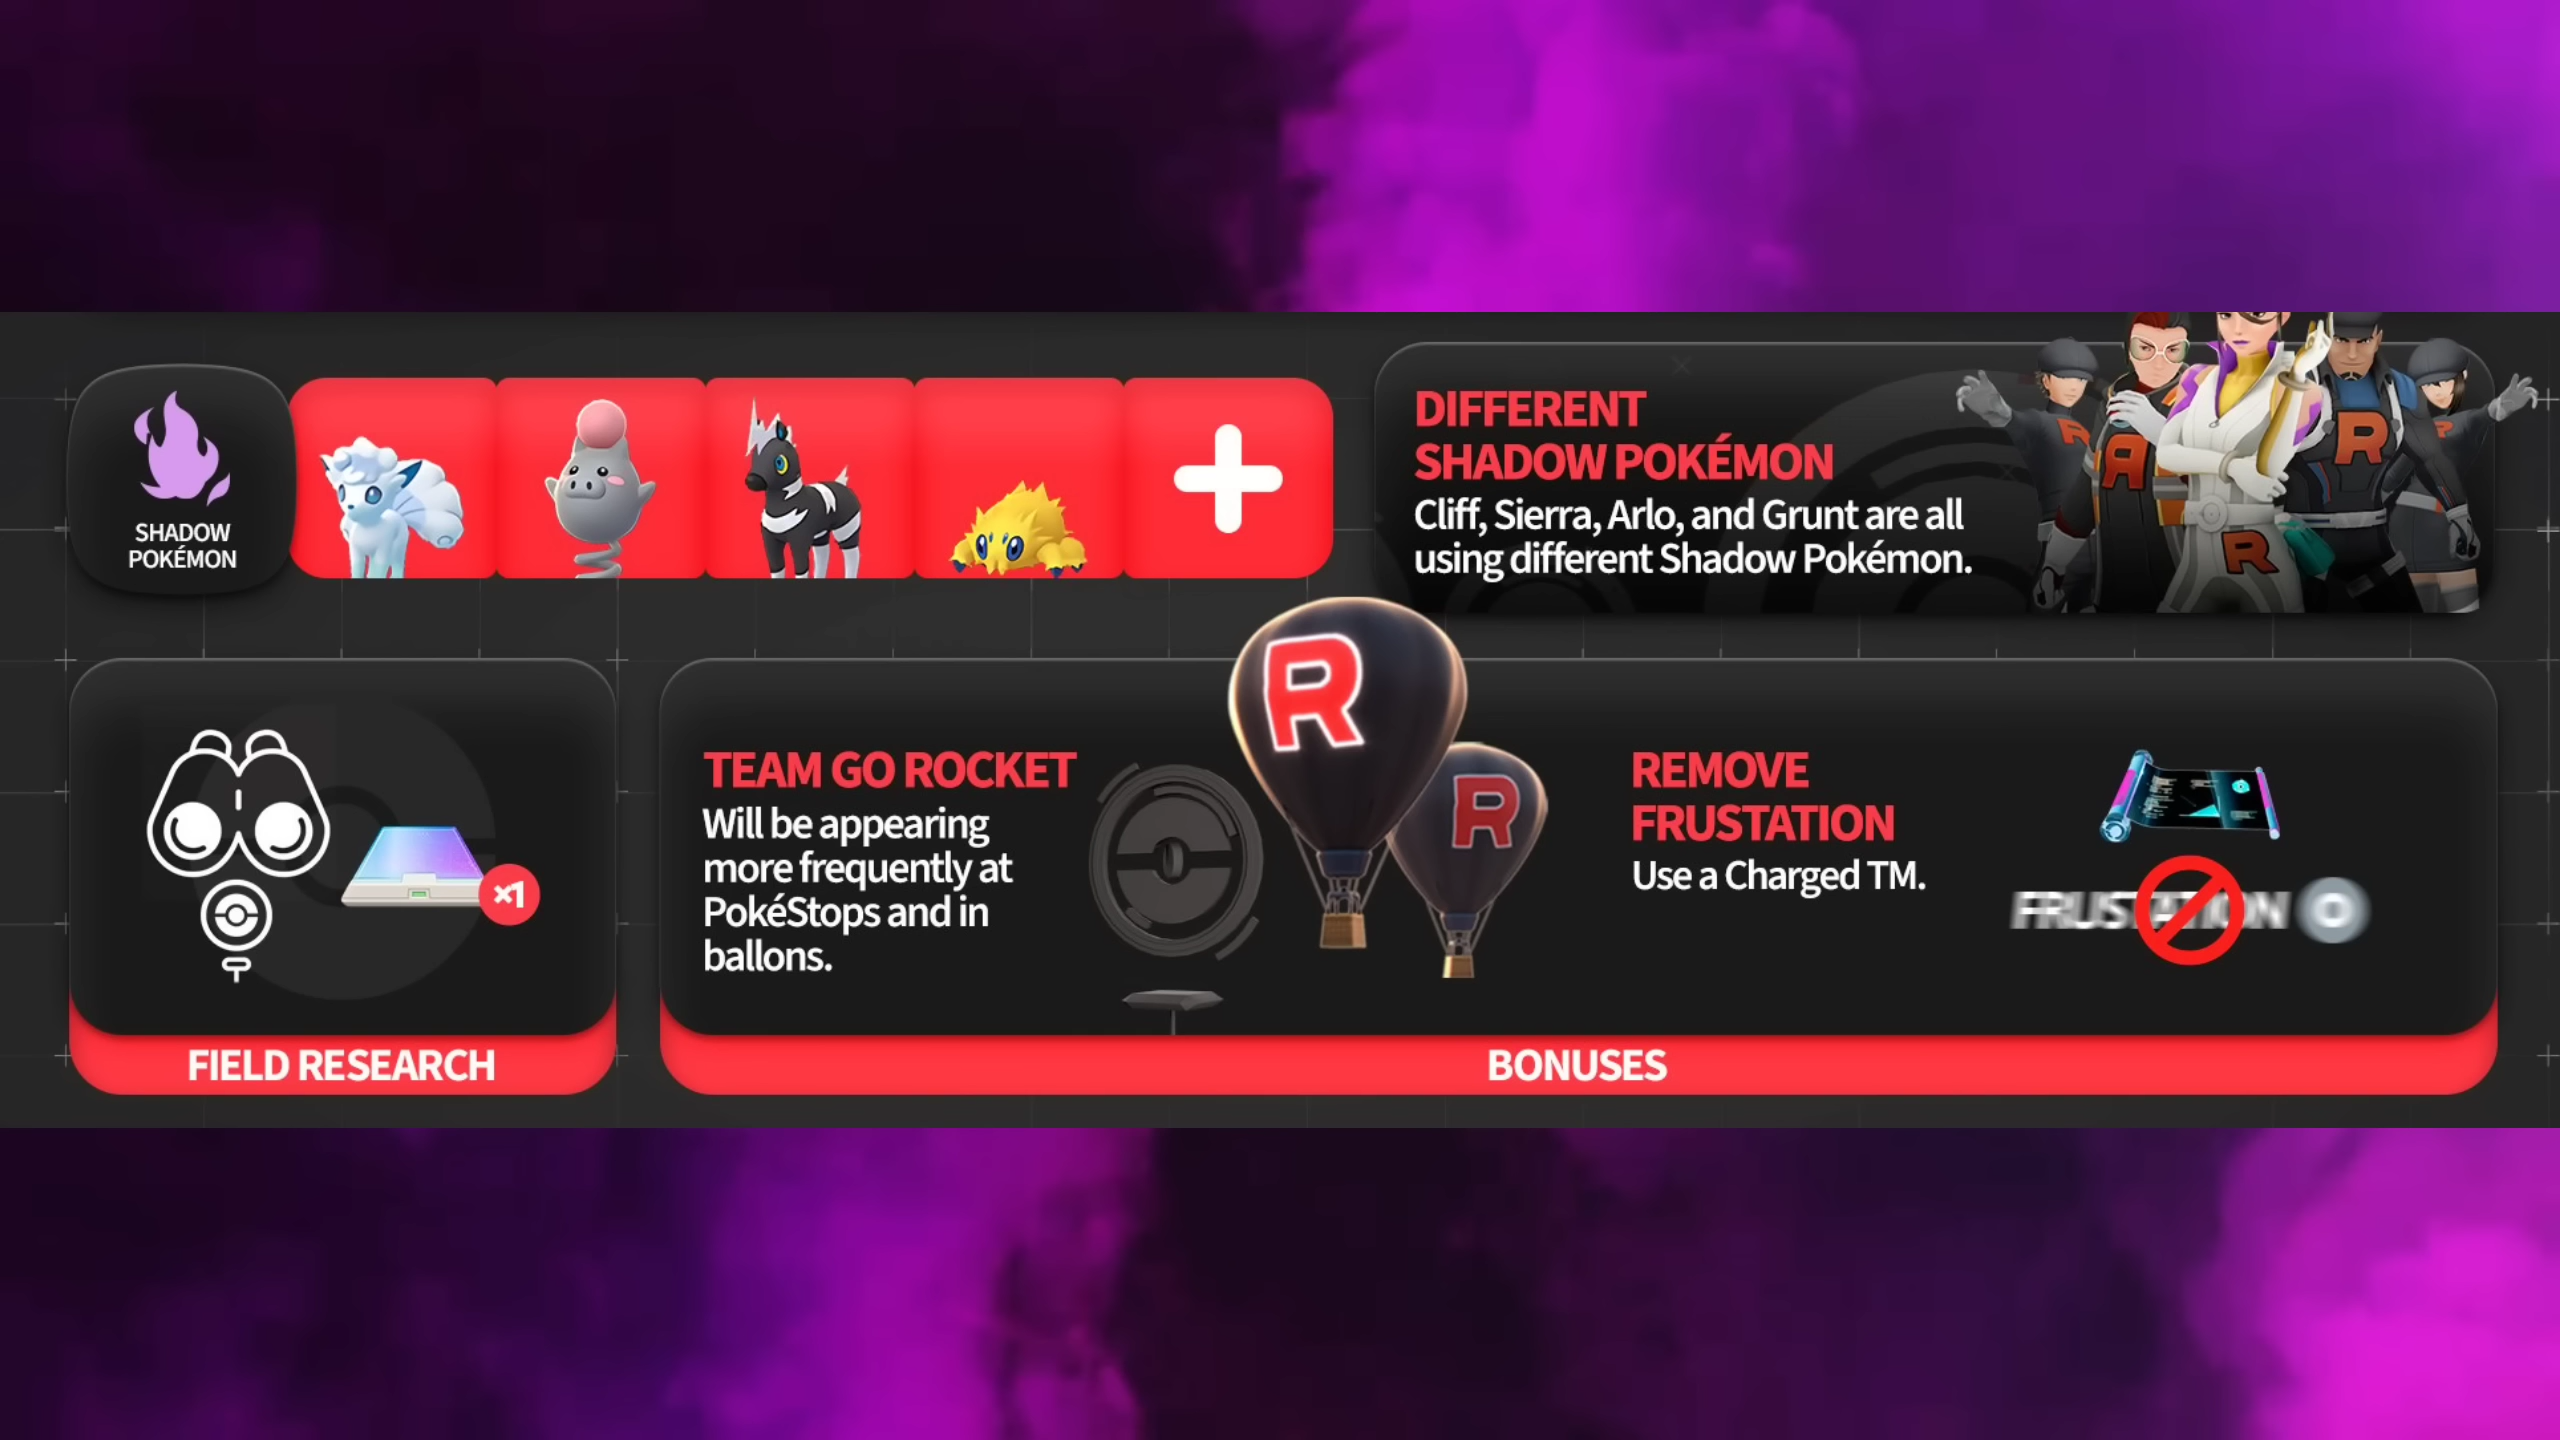 SHADOW
POKÉMON
DIFFERENT
SHADOW POKÉMON
Cliff, Sierra, Arlo, and Grunt are all
using different Shadow Pokémon.
R
R
R
R
R
×1
FIELD RESEARCH
TEAM GO ROCKET
Will be appearing
more frequently at
PokéStops and in
ballons.
R
R
REMOVE
FRUSTATION
Use a Charged TM.
FRUSTATION
BONUSES